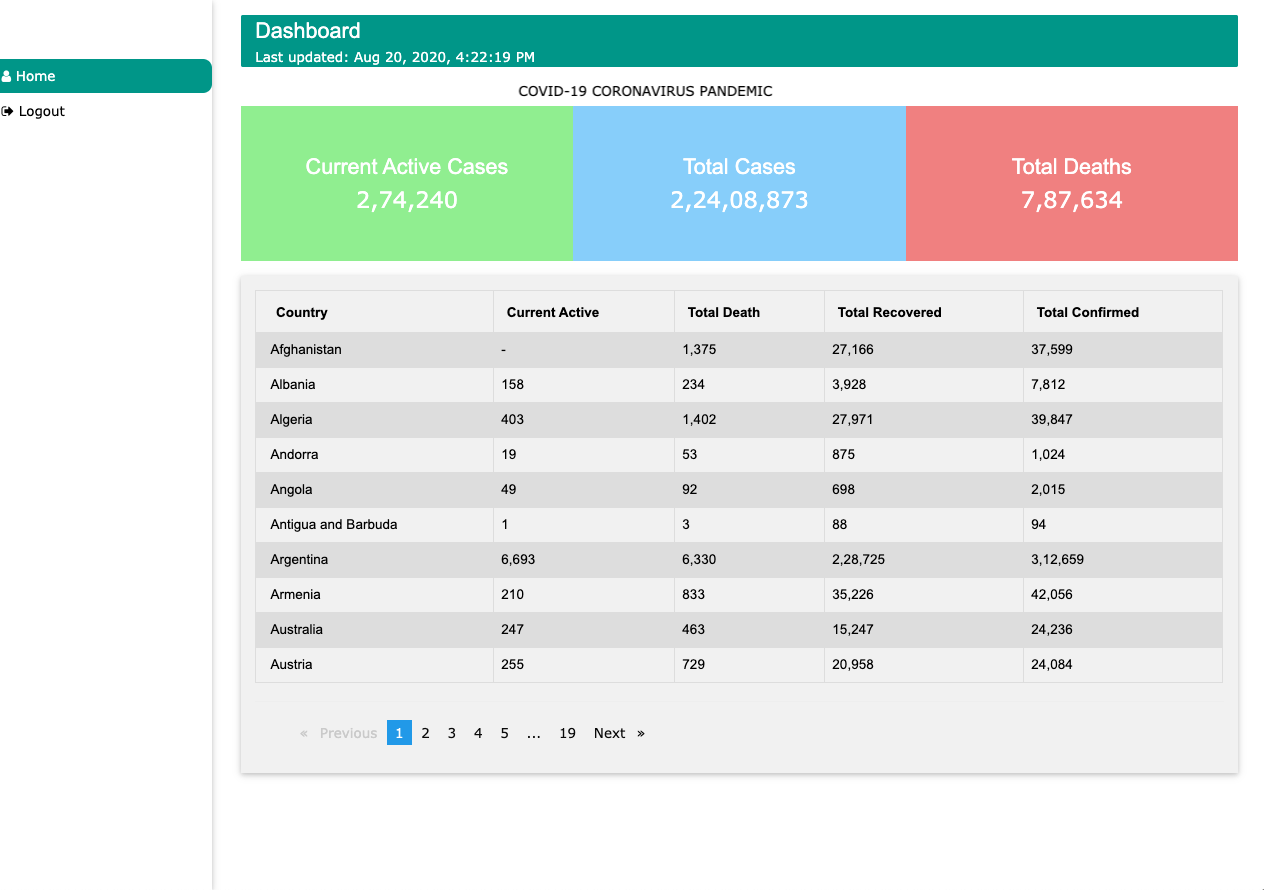 Dashboard
Last updated: Aug 20, 2020, 4:22:19 PM
Home
Logout
COVID-19 CORONAVIRUS PANDEMIC
Current Active Cases Total Cases Total Deaths
2,74,240 2,24,08,873 7,87,634
Country Current Active Total Death Total Recovered Total Confirmed
Afghanistan - 1,375 27,166 37,599
Albania 158 234 3,928 7,812
Algeria 403 1,402 27,971 39,847
Andorra 19 53 875 1,024
Angola 49 92 698 2,015
Antigua and Barbuda 1 3 88 94
Argentina 6,693 6,330 2,28,725 3,12,659
Armenia 210 833 35,226 42,056
Australia 247 463 15,247 24,236
Austria 255 729 20,958 24,084
« Previous 1 2 3 4 5 ... 19 Next »